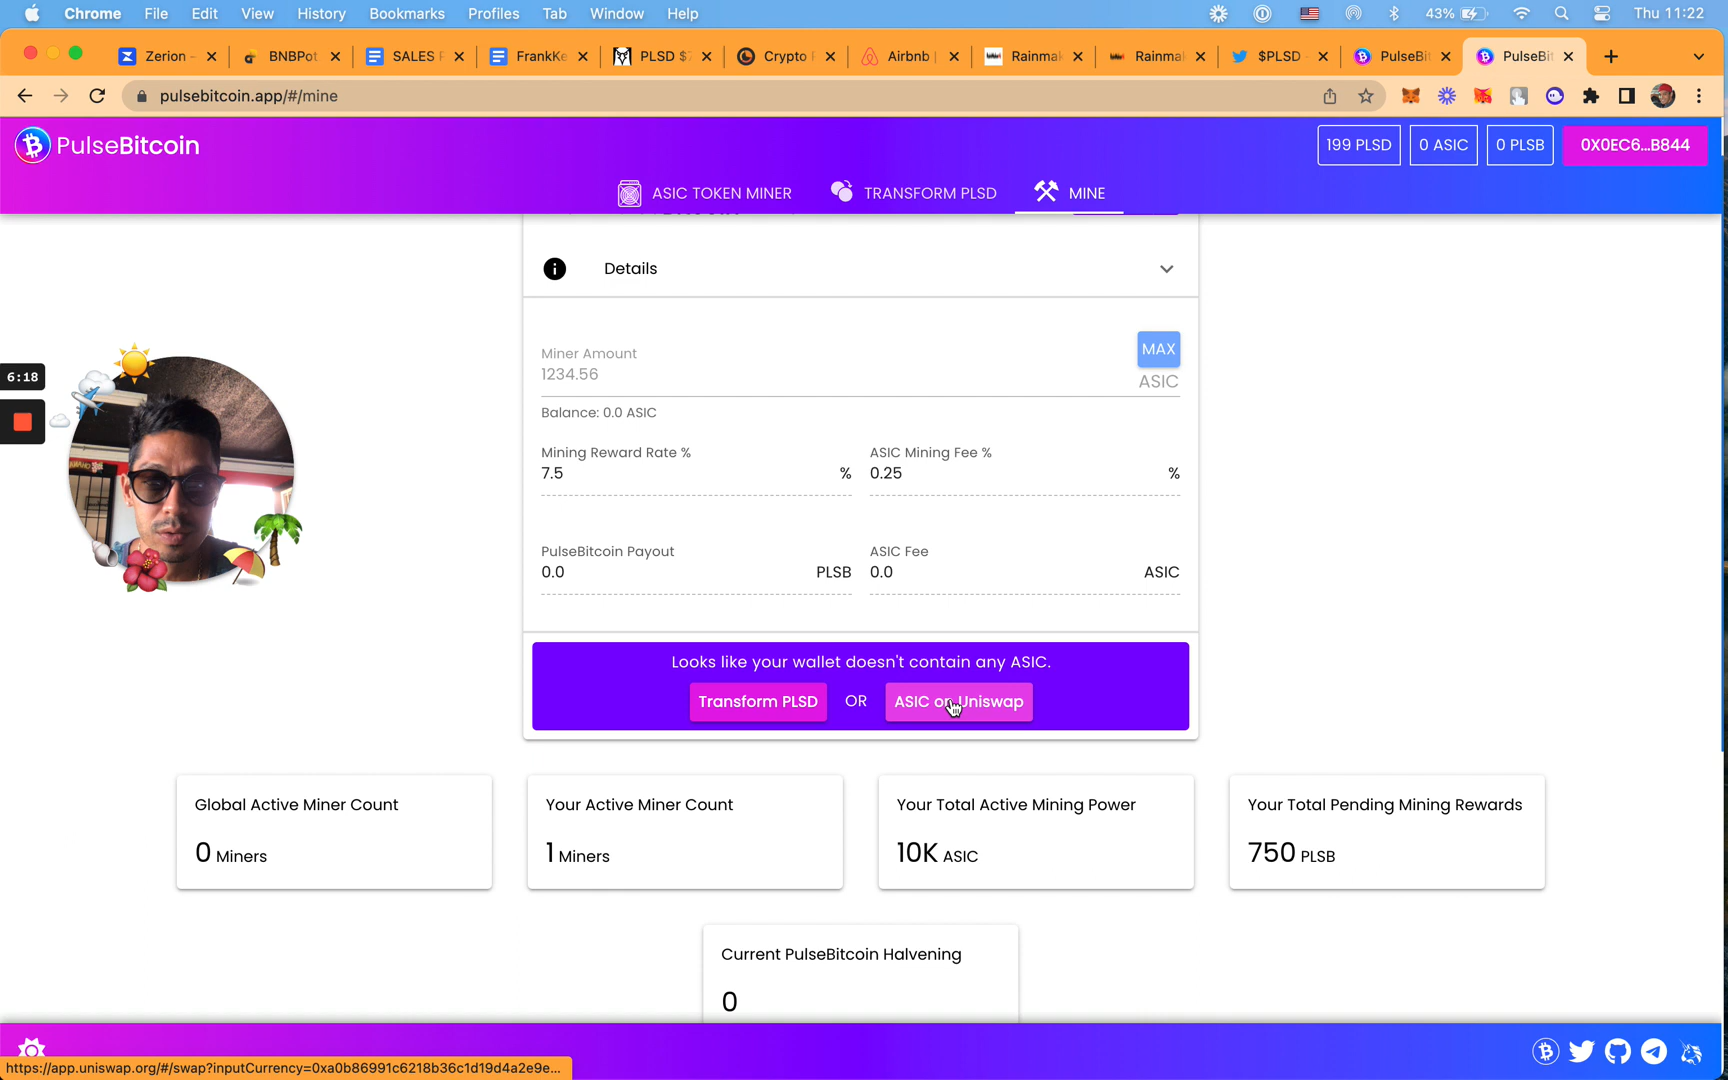 Chrome File Edit View History Bookmarks Profiles Tab Window Help 43% Thu 11:22
Zerion - BNBPot SALES FrankKe PLSD $ Crypto Airbnb | Rainmak Rainmak $PLSD PulseBit PulseBit
pulsebitcoin.app/#/mine
PulseBitcoin 199 PLSD 0 ASIC 0 PLSB 0X0EC6...B844
ASIC TOKEN MINER TRANSFORM PLSD MINE
Details
6:18
Miner Amount MAX
1234.56 ASIC
Balance: 0.0 ASIC
Mining Reward Rate % ASIC Mining Fee %
7.5 % 0.25 %
PulseBitcoin Payout ASIC Fee
0.0 PLSB 0.0 ASIC
Looks like your wallet doesn't contain any ASIC.
Transform PLSD OR ASIC on Uniswap
Global Active Miner Count Your Active Miner Count Your Total Active Mining Power Your Total Pending Mining Rewards
0 Miners 1 Miners 10K ASIC 750 PLSB
Current PulseBitcoin Halvening
0
https://app.uniswap.org/#/swap?inputCurrency=0xa0b86991c6218b36c1d19d4a2e9e...